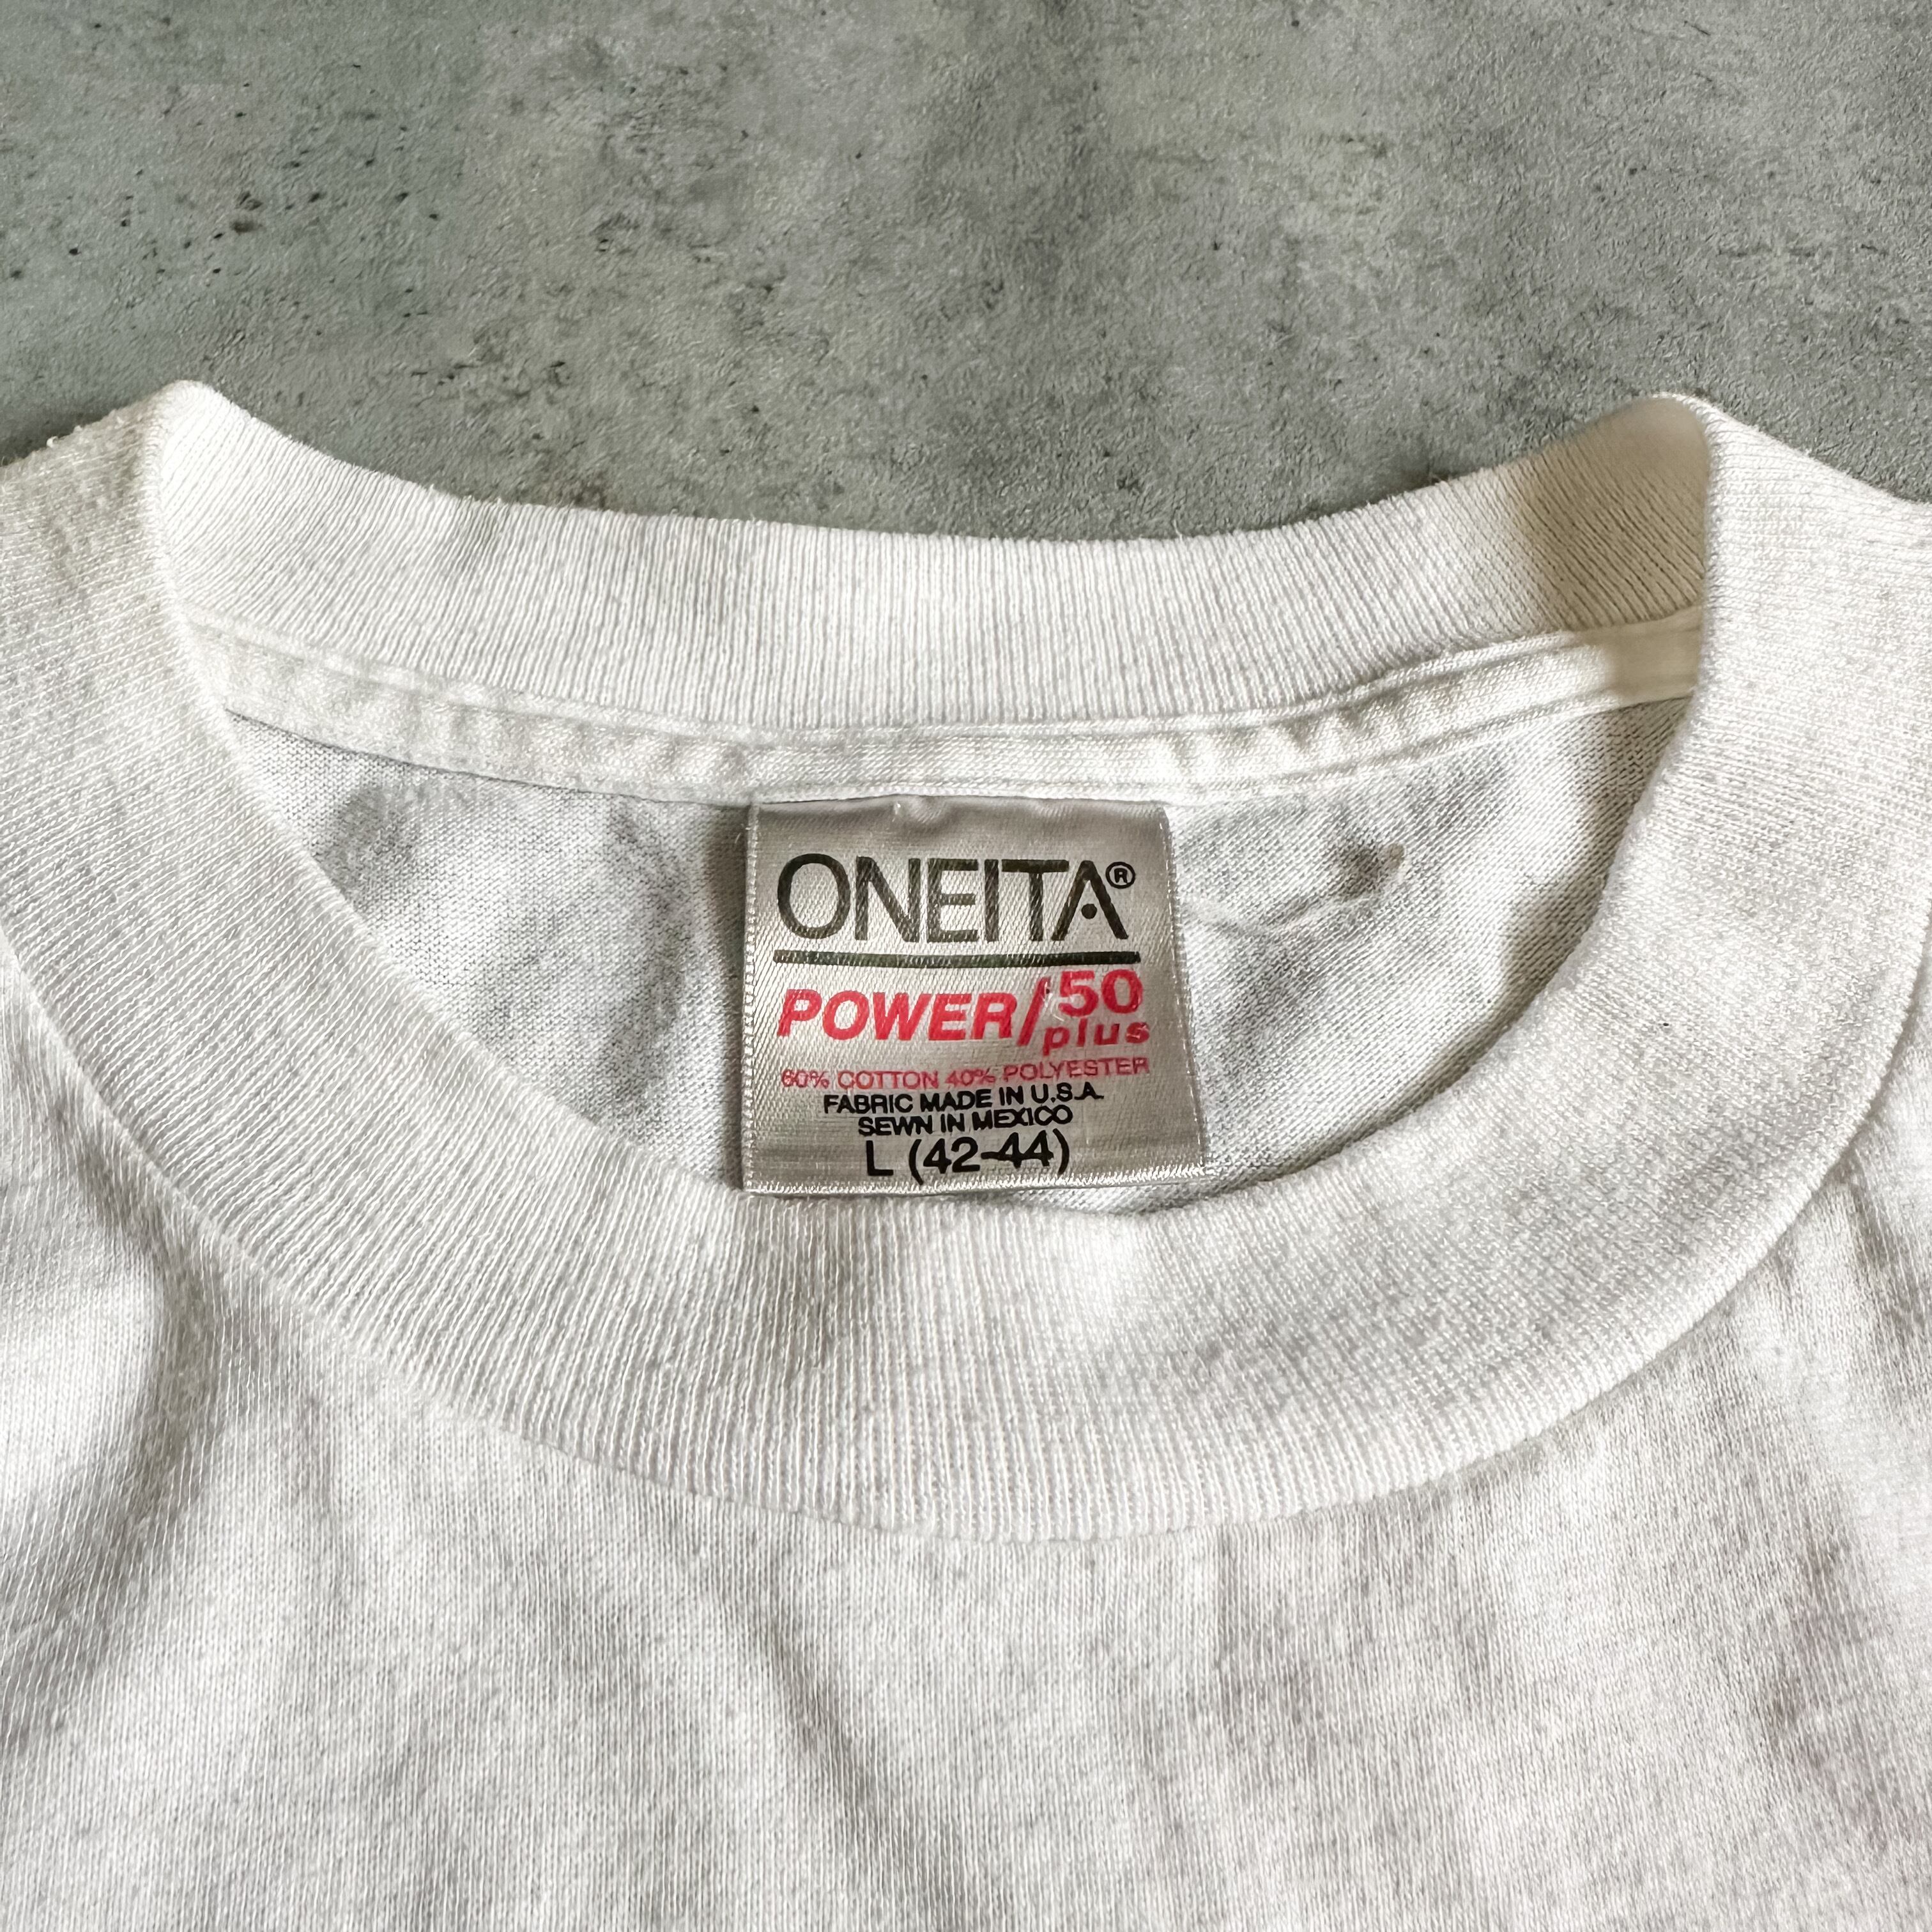 ONEITA®
POWER/50
plus
60% COTTON 40% POLYESTER
FABRIC MADE IN U.S.A.
SEWN IN MEXICO
L (42-44)